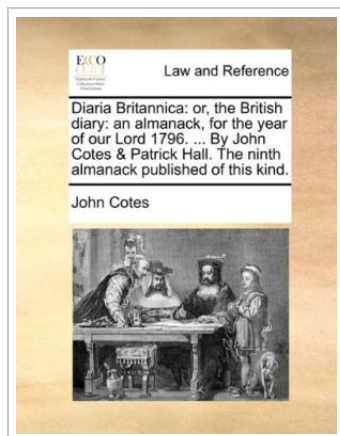 ECCO
Law and Reference
Diaria Britannica: or, the British
diary: an almanack, for the year
of our Lord 1796. ... By John
Cotes & Patrick Hall. The ninth
almanack published of this kind.
John Cotes